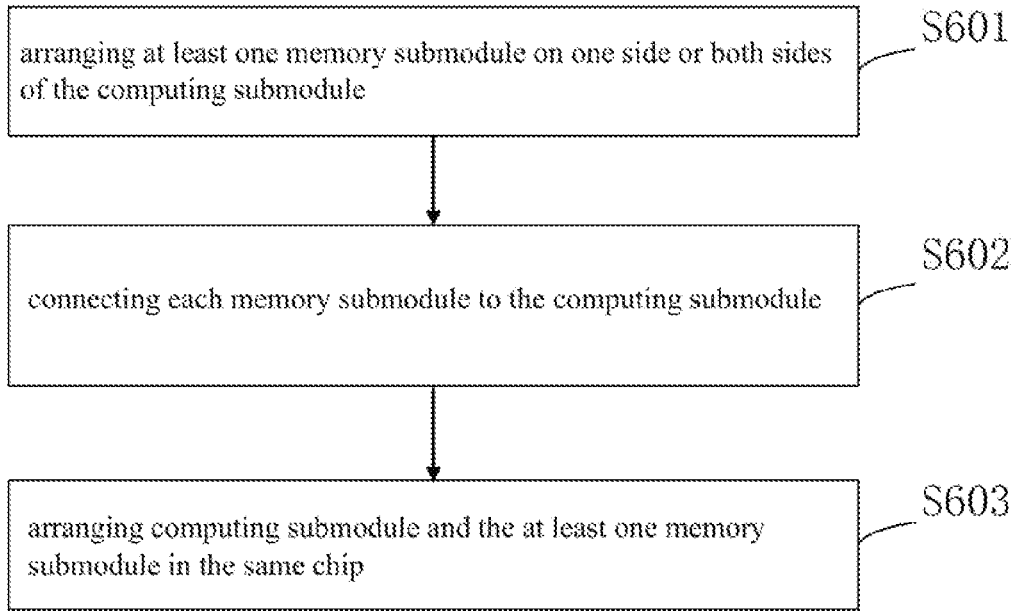 arranging at least one memory submodule on one side or both sides
of the computing submodule
S601
connecting each memory submodule to the computing submodule
S602
arranging computing submodule and the at least one memory
submodule in the same chip
S603